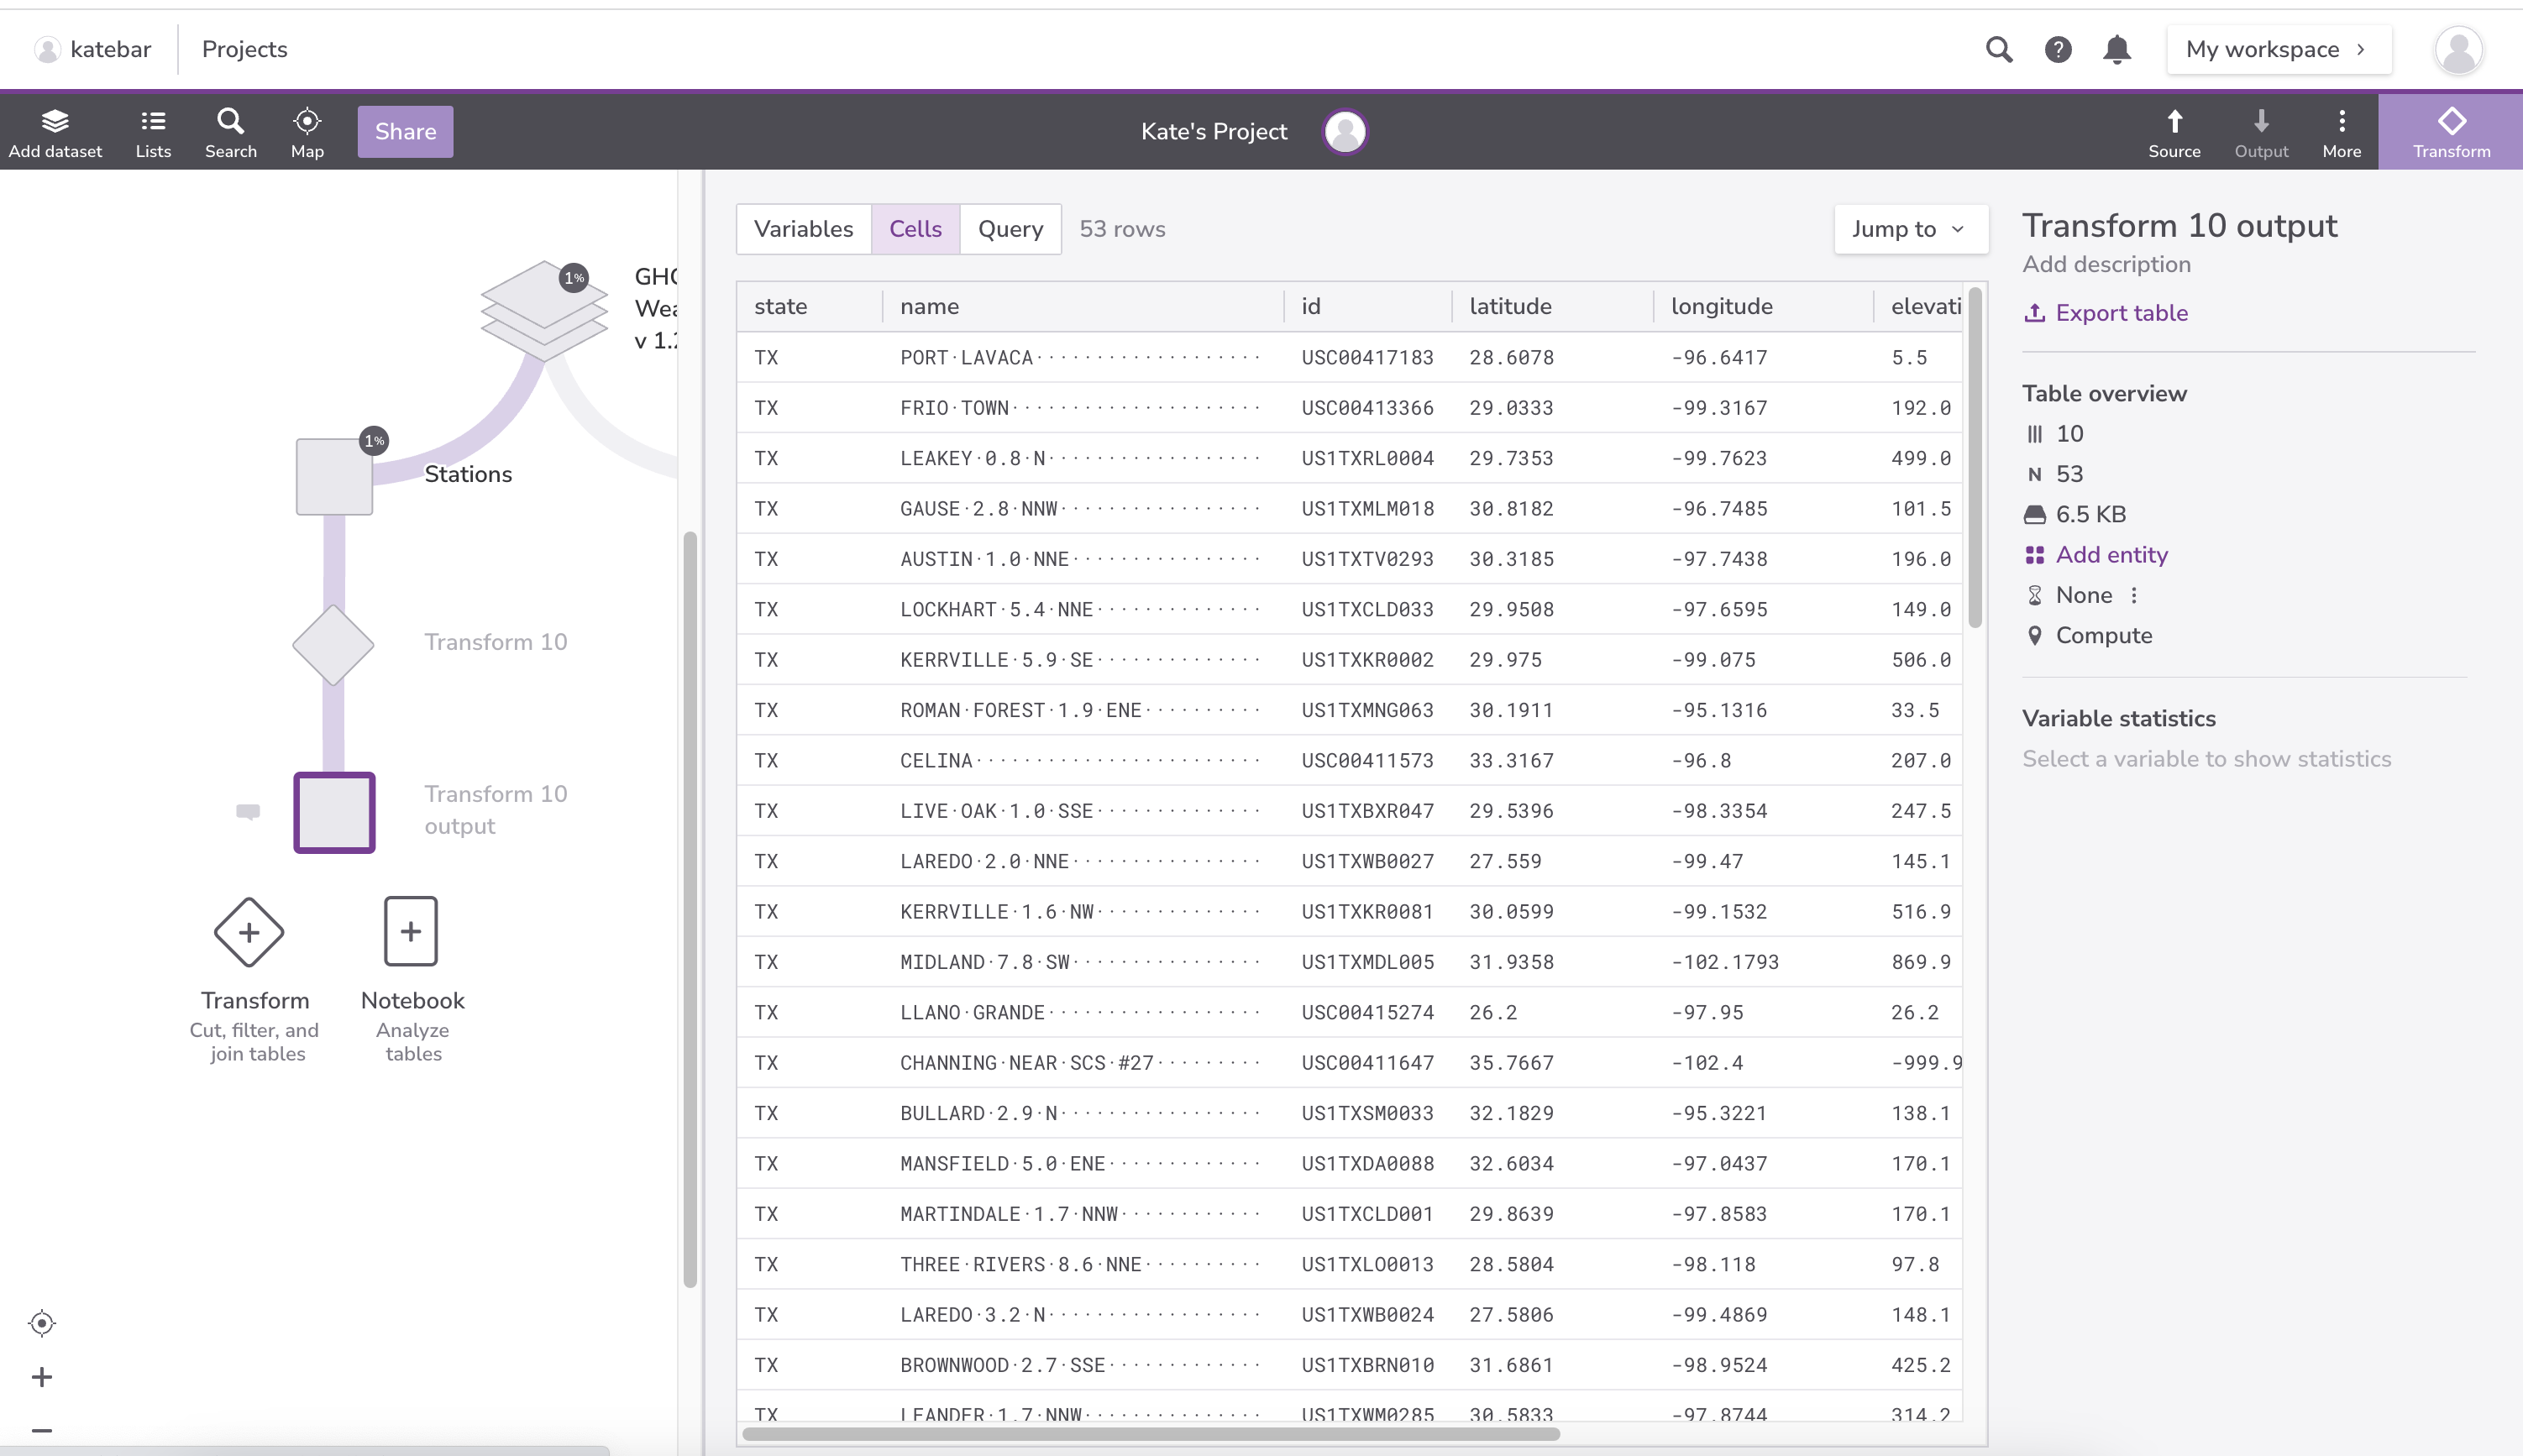 katebar Projects My workspace
Add dataset Lists Search Map Share Kate's Project Source Output More Transform
1%
GHC
Wea
v 1.2
1%
Stations
Transform 10
Transform 10
output
Transform Notebook
Cut, filter, and Analyze
join tables tables
Variables Cells Query 53 rows Jump to
state name id latitude longitude elevati
TX PORT·LAVACA··················· USC00417183 28.6078 -96.6417 5.5
TX FRIO·TOWN····················· USC00413366 29.0333 -99.3167 192.0
TX LEAKEY·0.8·N·················· US1TXRL0004 29.7353 -99.7623 499.0
TX GAUSE·2.8·NNW················· US1TXMLM018 30.8182 -96.7485 101.5
TX AUSTIN·1.0·NNE················ US1TXTV0293 30.3185 -97.7438 196.0
TX LOCKHART·5.4·NNE·············· US1TXCLD033 29.9508 -97.6595 149.0
TX KERRVILLE·5.9·SE·············· US1TXKR0002 29.975 -99.075 506.0
TX ROMAN·FOREST·1.9·ENE·········· US1TXMNG063 30.1911 -95.1316 33.5
TX CELINA························ USC00411573 33.3167 -96.8 207.0
TX LIVE·OAK·1.0·SSE·············· US1TXBXR047 29.5396 -98.3354 247.5
TX LAREDO·2.0·NNE················ US1TXWB0027 27.559 -99.47 145.1
TX KERRVILLE·1.6·NW·············· US1TXKR0081 30.0599 -99.1532 516.9
TX MIDLAND·7.8·SW················ US1TXMDL005 31.9358 -102.1793 869.9
TX LLANO·GRANDE·················· USC00415274 26.2 -97.95 26.2
TX CHANNING·NEAR·SCS·#27········· USC00411647 35.7667 -102.4 -999.9
TX BULLARD·2.9·N················· US1TXSM0033 32.1829 -95.3221 138.1
TX MANSFIELD·5.0·ENE············· US1TXDA0088 32.6034 -97.0437 170.1
TX MARTINDALE·1.7·NNW············ US1TXCLD001 29.8639 -97.8583 170.1
TX THREE·RIVERS·8.6·NNE·········· US1TXLO0013 28.5804 -98.118 97.8
TX LAREDO·3.2·N·················· US1TXWB0024 27.5806 -99.4869 148.1
TX BROWNWOOD·2.7·SSE············· US1TXBRN010 31.6861 -98.9524 425.2
TX LEANDER·1.7·NNW··············· US1TXWM0285 30.5833 -97.8744 314.2
Transform 10 output
Add description
Export table
Table overview
10
N 53
6.5 KB
Add entity
None
Compute
Variable statistics
Select a variable to show statistics